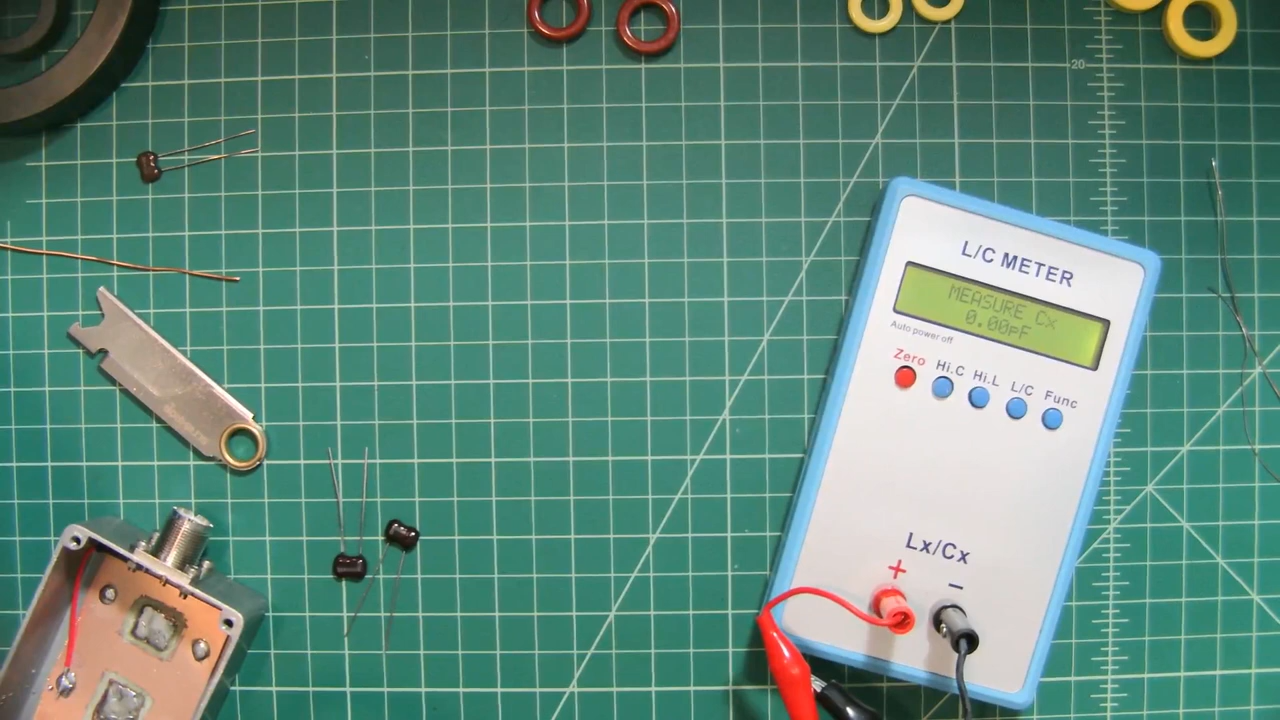 20
L/C METER
MEASURE Cx
0.00pF
Auto power off
Zero Hi.C Hi.L L/C Func
Lx/Cx
+ −